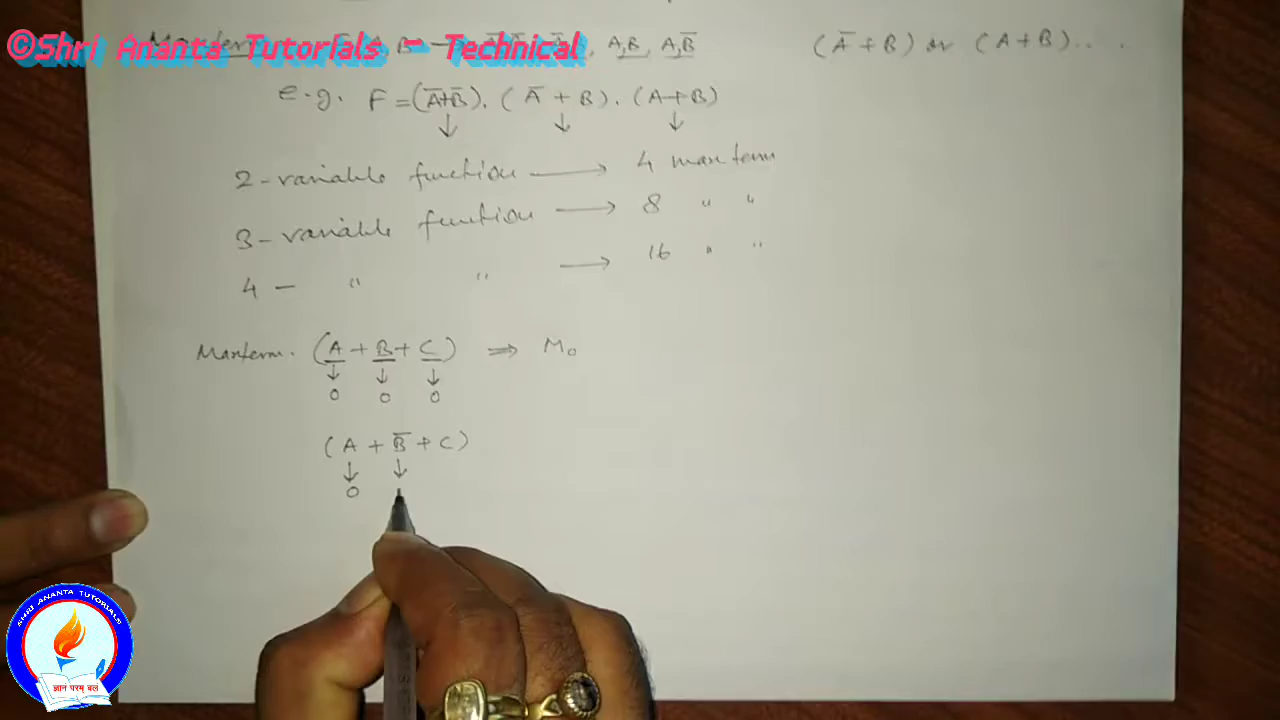 ©Shri Ananta Tutorials - Technical
A,B, A,B̅ (A̅+B) or (A+B)....
e.g. F=(A̅+B̅).(A̅+B).(A+B)
↓ ↓ ↓
2-variable function → 4 maxterm
3-variable function → 8 " "
4 - " " → 16 " "
Maxterm. (A+B+C) ⇒ M₀
↓ ↓ ↓
0 0 0
(A+B̅+C)
↓ ↓
0
SHRI ANANTA TUTORIALS
ज्ञानं परमं बलं